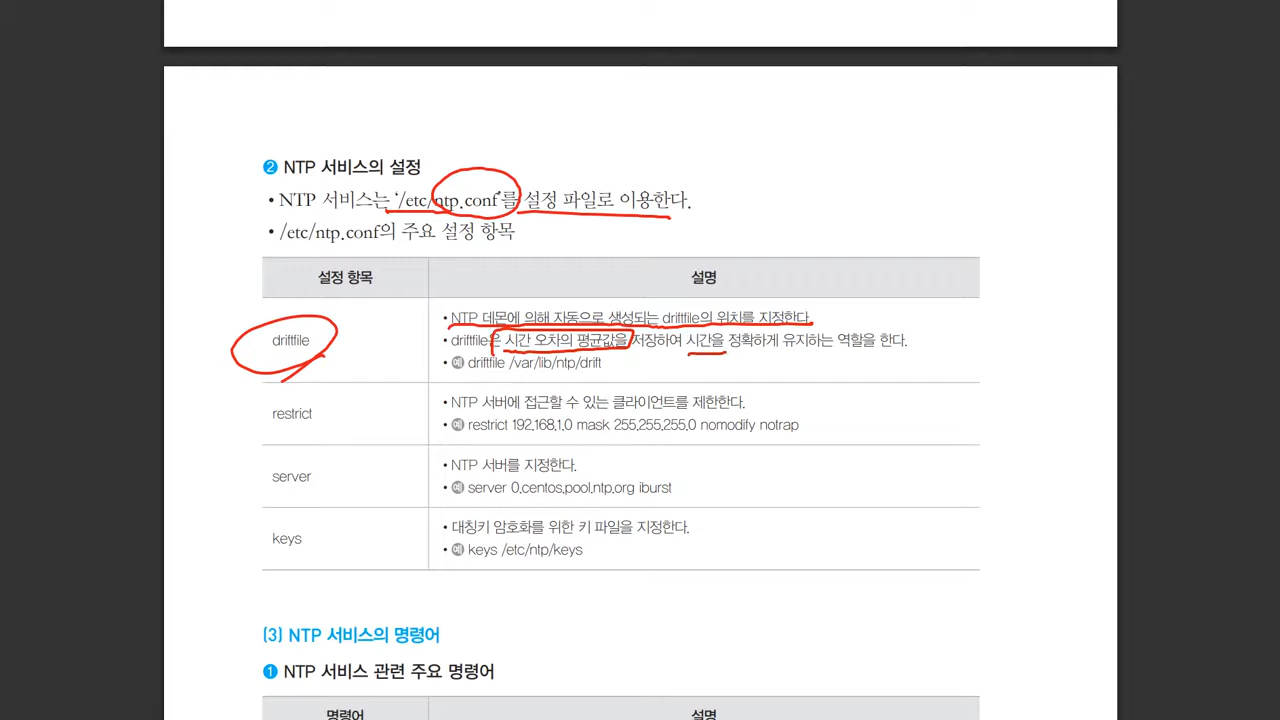 ❷ NTP 서비스의 설정
• NTP 서비스는 ‘/etc/ntp.conf’를 설정 파일로 이용한다.
• /etc/ntp.conf의 주요 설정 항목
설정 항목 설명
driftfile
• NTP 데몬에 의해 자동으로 생성되는 driftfile의 위치를 지정한다.
• driftfile은 시간 오차의 평균값을 저장하여 시간을 정확하게 유지하는 역할을 한다.
• 예 driftfile /var/lib/ntp/drift
restrict
• NTP 서버에 접근할 수 있는 클라이언트를 제한한다.
• 예 restrict 192.168.1.0 mask 255.255.255.0 nomodify notrap
server
• NTP 서버를 지정한다.
• 예 server 0.centos.pool.ntp.org iburst
keys
• 대칭키 암호화를 위한 키 파일을 지정한다.
• 예 keys /etc/ntp/keys
(3) NTP 서비스의 명령어
❶ NTP 서비스 관련 주요 명령어
명령어 설명